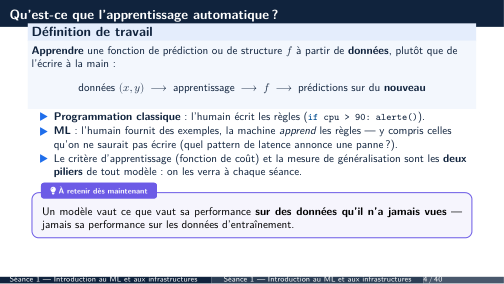 Qu'est-ce que l'apprentissage automatique ?
Définition de travail
Apprendre une fonction de prédiction ou de structure f à partir de données, plutôt que de
l'écrire à la main :
données (x, y) ⟶ apprentissage ⟶ f ⟶ prédictions sur du nouveau
▶ Programmation classique : l'humain écrit les règles (if cpu > 90: alerte()).
▶ ML : l'humain fournit des exemples, la machine apprend les règles — y compris celles
qu'on ne saurait pas écrire (quel pattern de latence annonce une panne ?).
▶ Le critère d'apprentissage (fonction de coût) et la mesure de généralisation sont les deux
piliers de tout modèle : on les verra à chaque séance.
À retenir dès maintenant
Un modèle vaut ce que vaut sa performance sur des données qu'il n'a jamais vues —
jamais sa performance sur les données d'entraînement.
Séance 1 — Introduction au ML et aux infrastructures Séance 1 — Introduction au ML et aux infrastructures 4 / 40